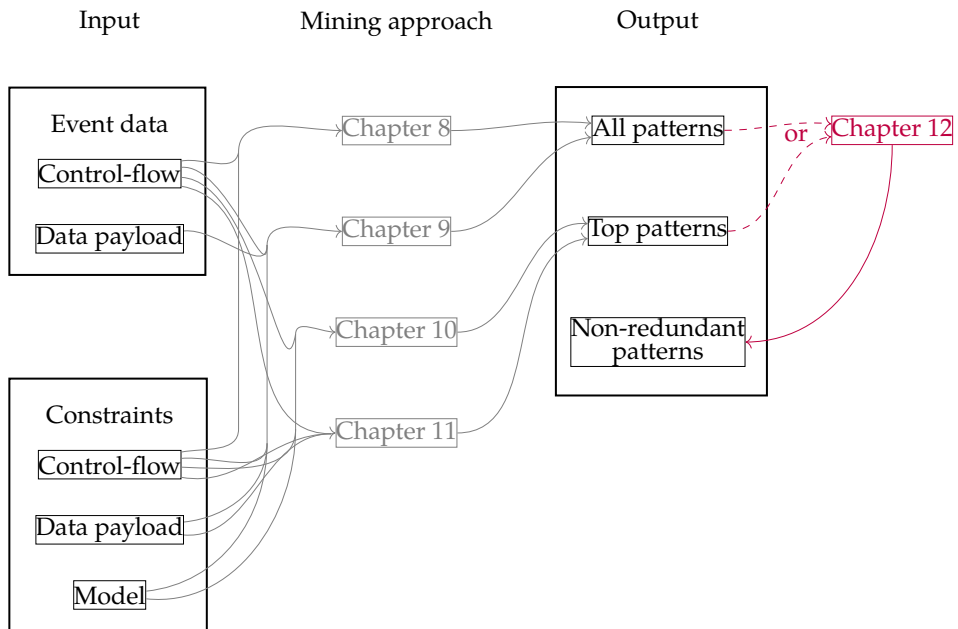 Input
Mining approach
Output
Event data
Control-flow
Data payload
Constraints
Control-flow
Data payload
Model
Chapter 8
Chapter 9
Chapter 10
Chapter 11
All patterns
Top patterns
Non-redundant
patterns
or
Chapter 12